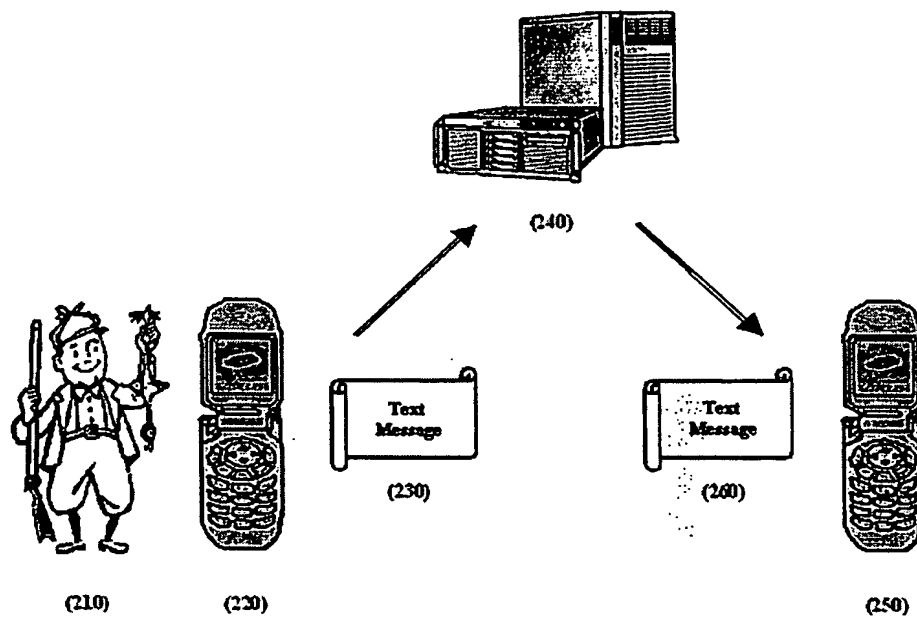 (240)
Text
Message
(230)
Text
Message
(260)
(210)
(220)
(250)